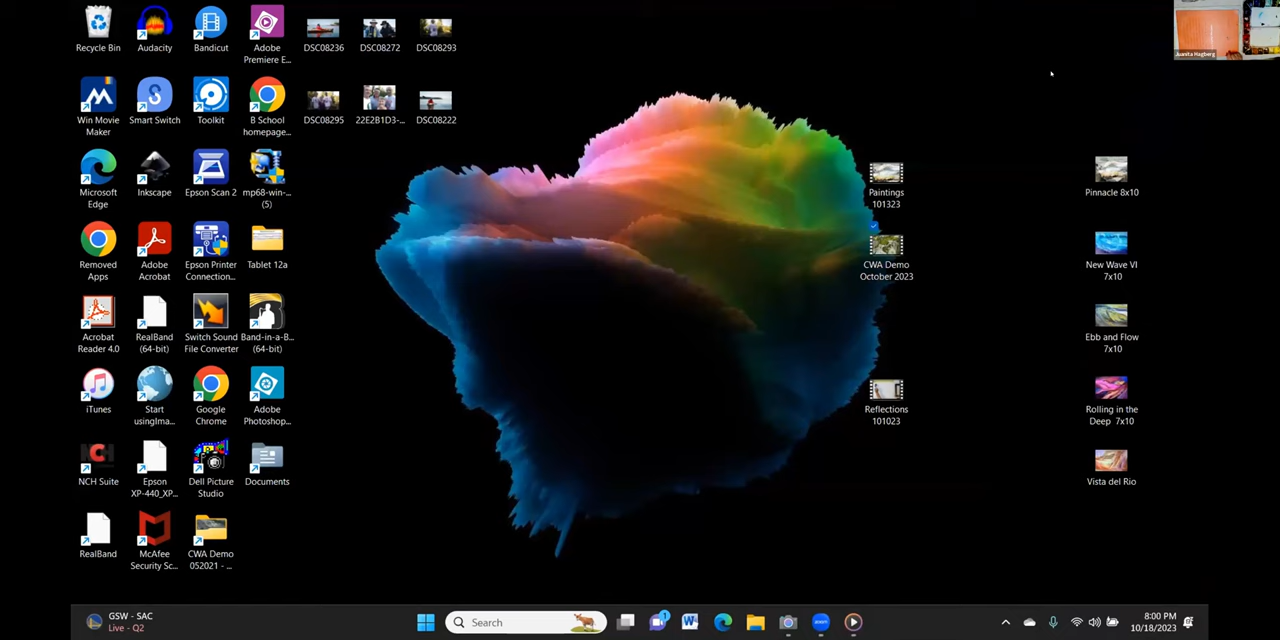 Recycle Bin
Audacity
Bandicut
Adobe
Premiere E...
DSC08236
DSC08272
DSC08293
Juanita Hagberg
Win Movie
Maker
Smart Switch
Toolkit
B School
homepage...
DSC08295
22E2B1D3-...
DSC08222
Microsoft
Edge
Inkscape
Epson Scan 2
mp68-win-...
(5)
Paintings
101323
Pinnacle 8x10
Removed
Apps
Adobe
Acrobat
Epson Printer
Connection...
Tablet 12a
CWA Demo
October 2023
New Wave VI
7x10
Acrobat
Reader 4.0
RealBand
(64-bit)
Switch Sound
File Converter
Band-in-a-B...
(64-bit)
Ebb and Flow
7x10
iTunes
Start
usingIma...
Google
Chrome
Adobe
Photoshop...
Reflections
101023
Rolling in the
Deep 7x10
NCH
NCH Suite
Epson
XP-440_XP...
Dell Picture
Studio
Documents
Vista del Rio
RealBand
McAfee
Security Sc...
CWA Demo
052021 - ...
GSW - SAC
Live - Q2
Search
1
zoom
8:00 PM
10/18/2023